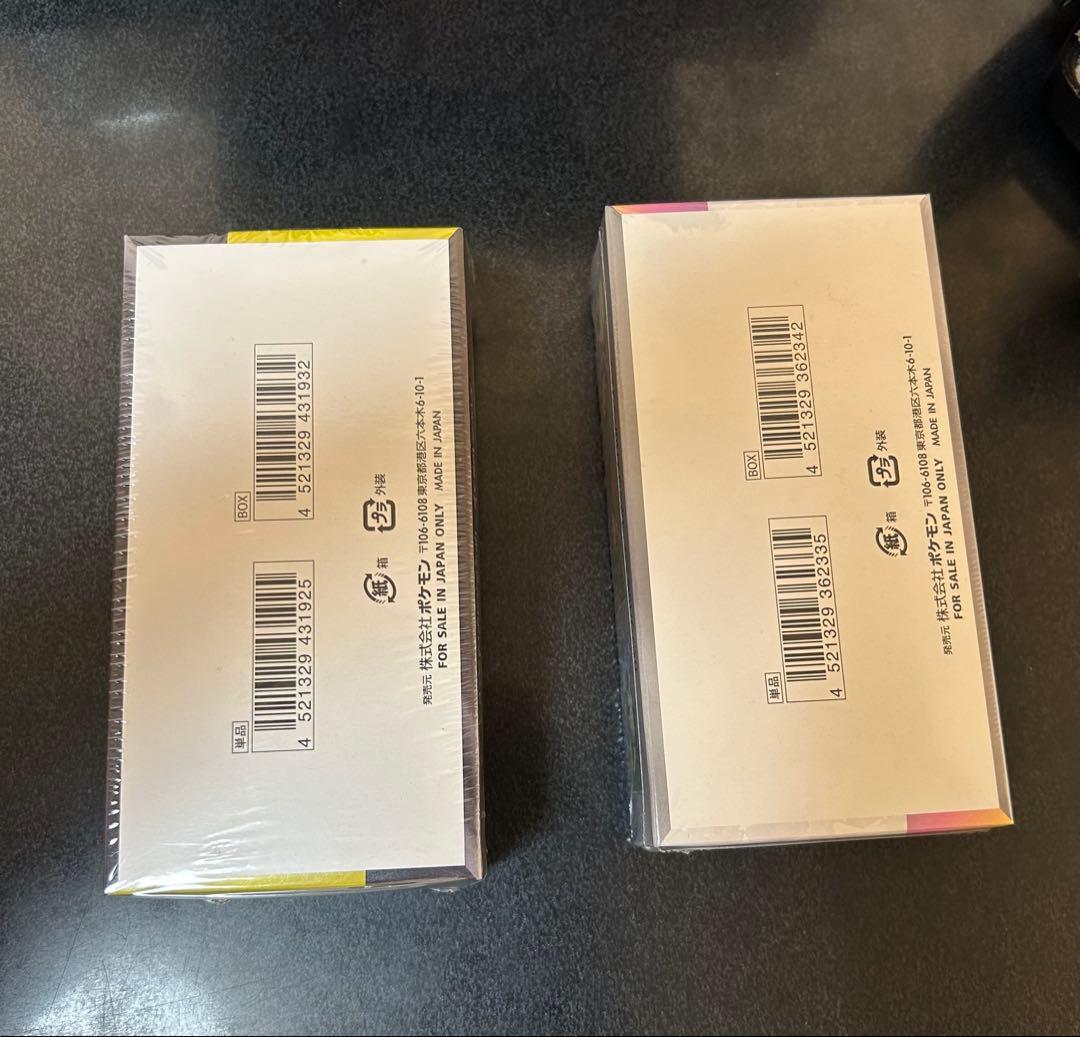 単品
4 521329 431925
BOX
4 521329 431932
紙 箱
プラ 外装
発売元 株式会社ポケモン 〒106-6108 東京都港区六本木6-10-1
FOR SALE IN JAPAN ONLY MADE IN JAPAN
単品
4 521329 362335
BOX
4 521329 362342
紙 箱
プラ 外装
発売元 株式会社ポケモン 〒106-6108 東京都港区六本木6-10-1
FOR SALE IN JAPAN ONLY MADE IN JAPAN